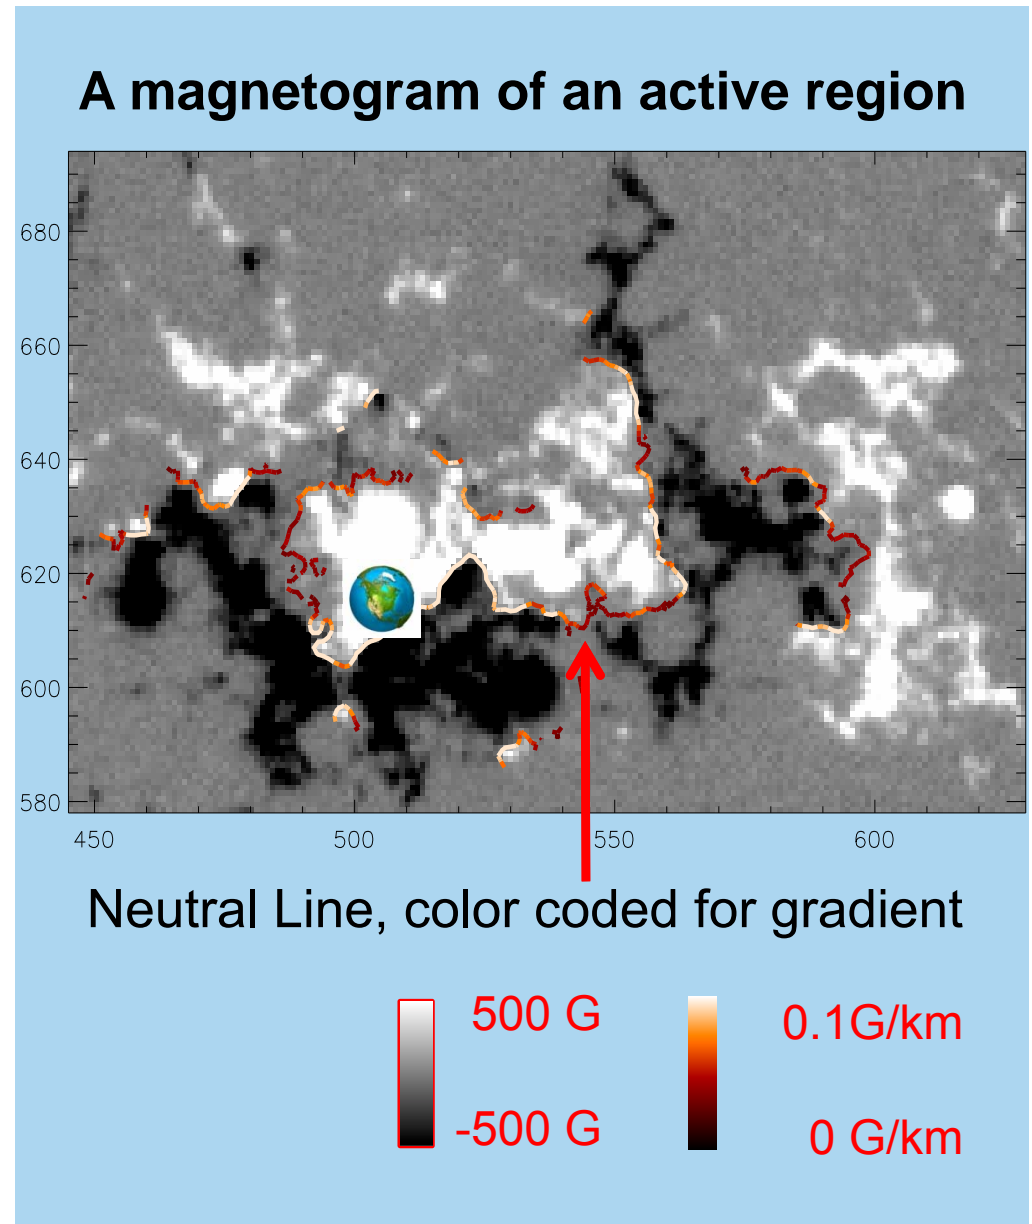 A magnetogram of an active region
680
660
640
620
600
580
450 500 550 600
Neutral Line, color coded for gradient
500 G 0.1G/km
-500 G 0 G/km